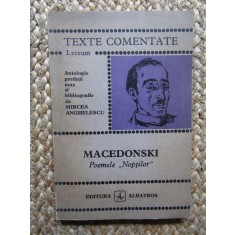 TEXTE COMENTATE
Lyceum
Antologie
prefață
note
și
bibliografie
de
MIRCEA
ANGHELESCU
MACEDONSKI
Poemele „Nopților”
EDITURA
ALBATROS